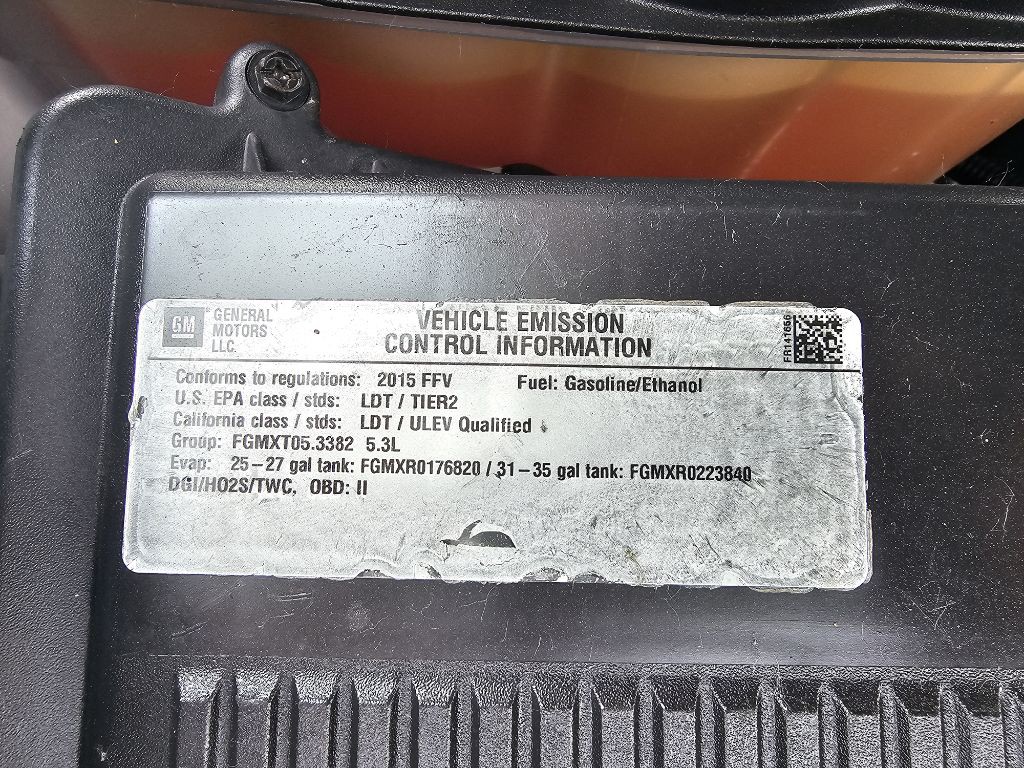 GM
GENERAL
MOTORS
LLC.
VEHICLE EMISSION
CONTROL INFORMATION
FR141656
Conforms to regulations: 2015 FFV Fuel: Gasoline/Ethanol
U.S. EPA class / stds: LDT / TIER2
California class / stds: LDT / ULEV Qualified
Group: FGMXT05.3382 5.3L
Evap: 25-27 gal tank: FGMXR0176820 / 31-35 gal tank: FGMXR0223840
DGI/HO2S/TWC, OBD: II